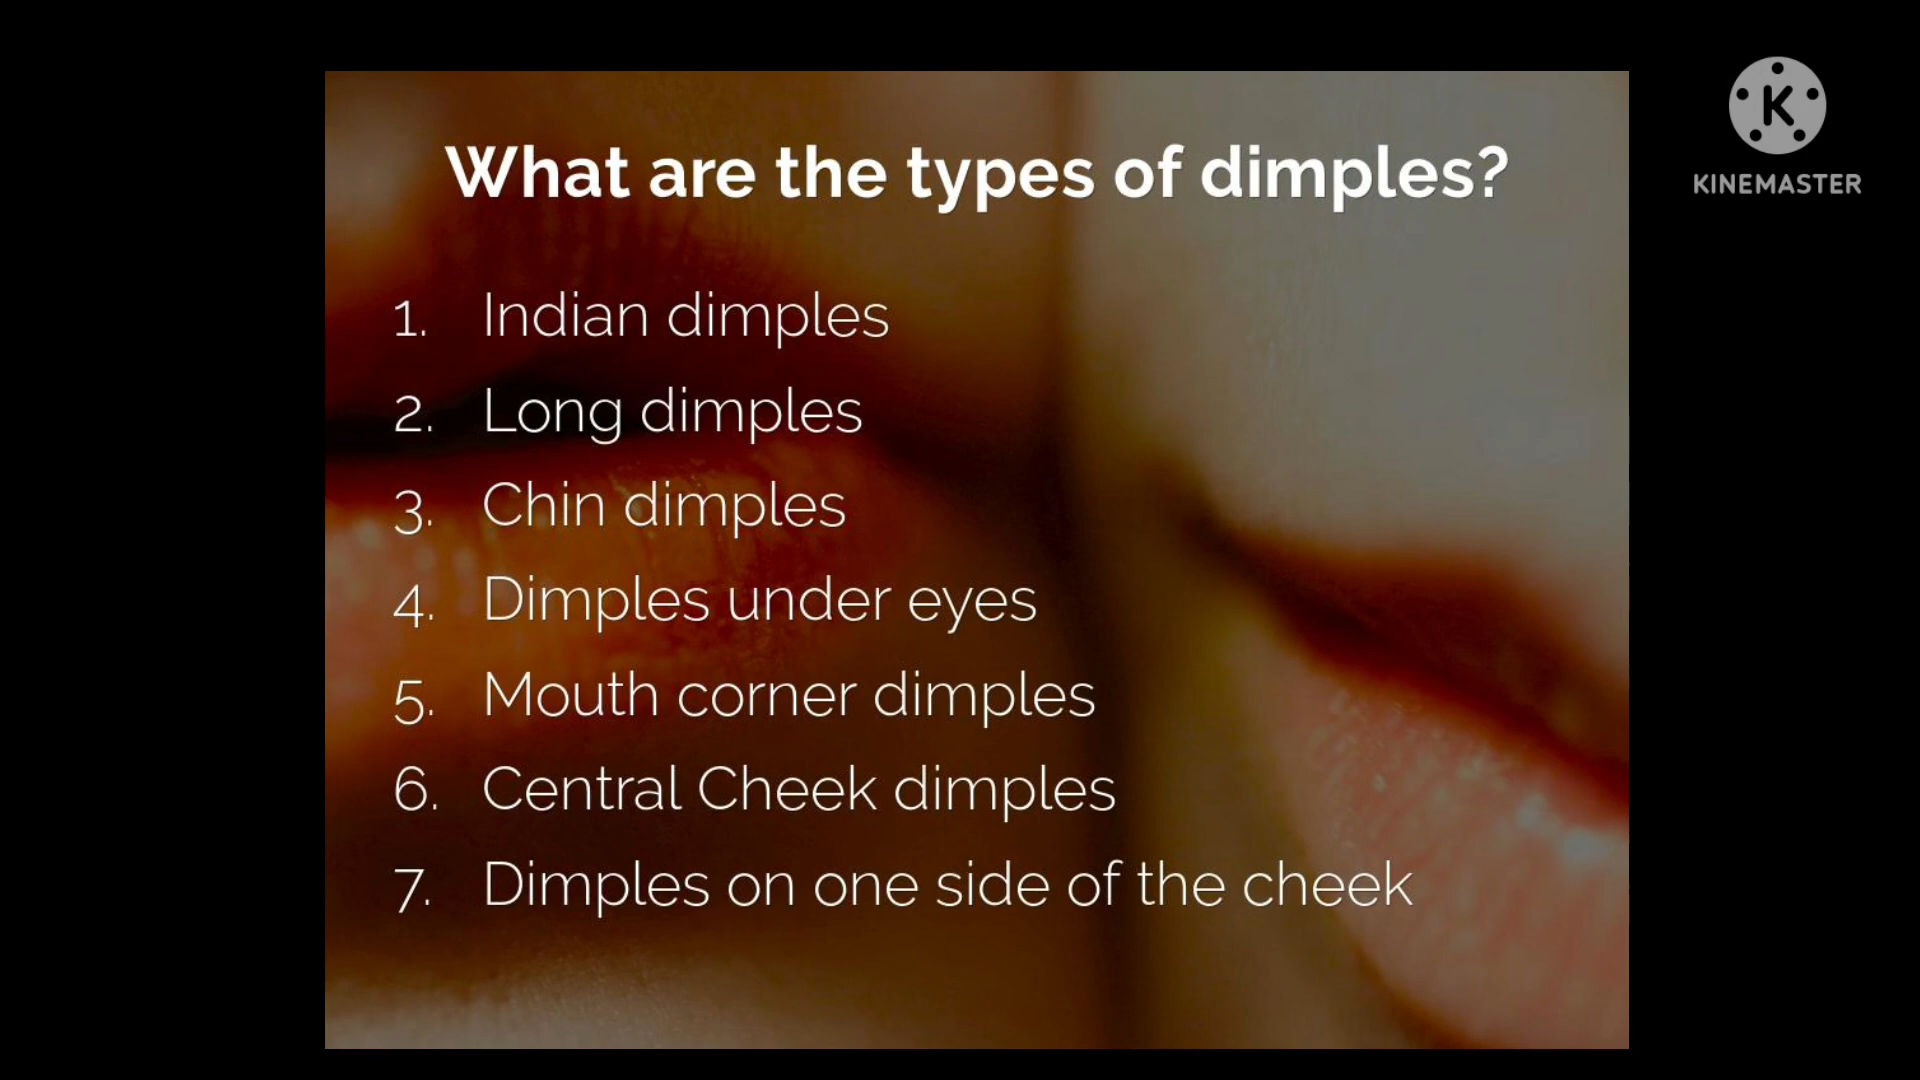 What are the types of dimples?
1. Indian dimples
2. Long dimples
3. Chin dimples
4. Dimples under eyes
5. Mouth corner dimples
6. Central Cheek dimples
7. Dimples on one side of the cheek
K
KINEMASTER